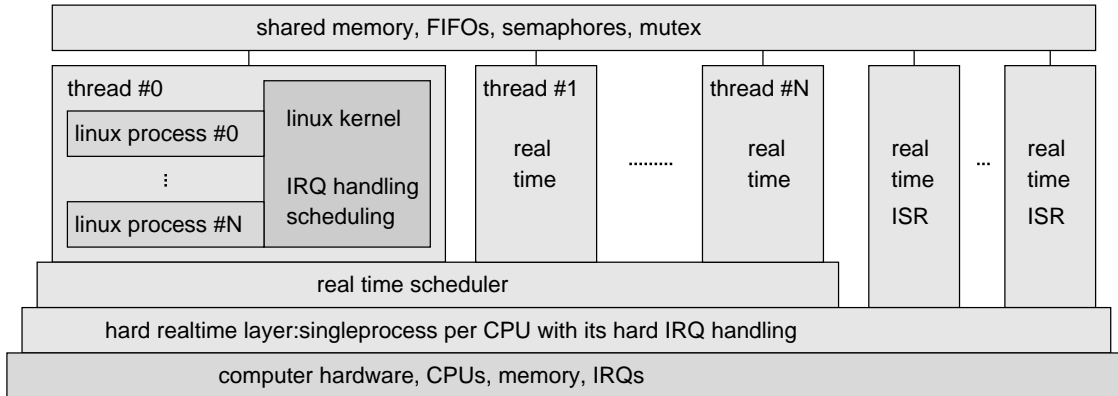 shared memory, FIFOs, semaphores, mutex
thread #0
linux process #0
...
linux process #N
linux kernel
IRQ handling
scheduling
thread #1
real
time
.........
thread #N
real
time
real
time
ISR
...
real
time
ISR
real time scheduler
hard realtime layer:singleprocess per CPU with its hard IRQ handling
computer hardware, CPUs, memory, IRQs